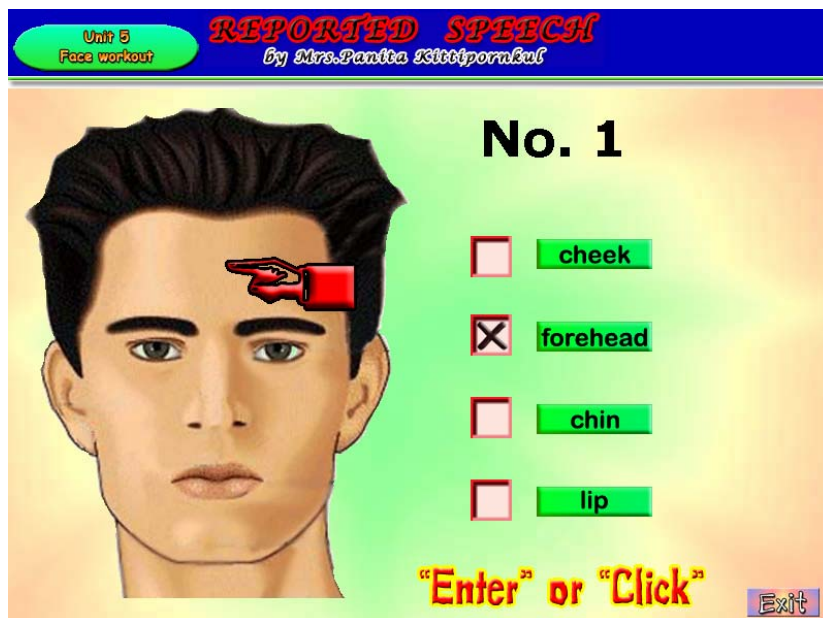 Unit 5
Face workout
REPORTED SPEECH
by Mrs.Panita Kittipornkul
No. 1
cheek
forehead
chin
lip
"Enter" or "Click"
Exit